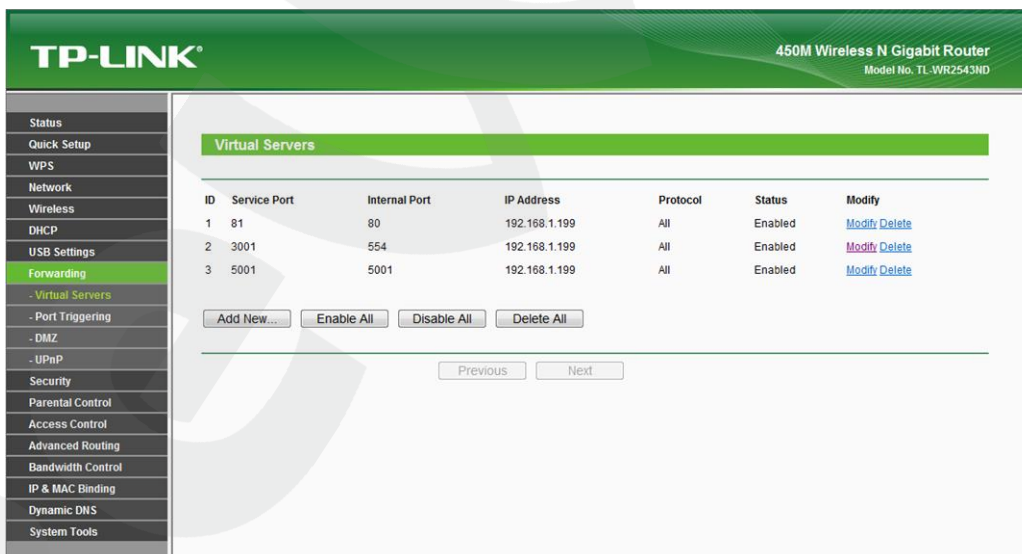 TP-LINK®
450M Wireless N Gigabit Router
Model No. TL-WR2543ND
Status
Quick Setup
WPS
Network
Wireless
DHCP
USB Settings
Forwarding
- Virtual Servers
- Port Triggering
- DMZ
- UPnP
Security
Parental Control
Access Control
Advanced Routing
Bandwidth Control
IP & MAC Binding
Dynamic DNS
System Tools
Virtual Servers
ID Service Port Internal Port IP Address Protocol Status Modify
1 81 80 192.168.1.199 All Enabled Modify Delete
2 3001 554 192.168.1.199 All Enabled Modify Delete
3 5001 5001 192.168.1.199 All Enabled Modify Delete
Add New... Enable All Disable All Delete All
Previous Next